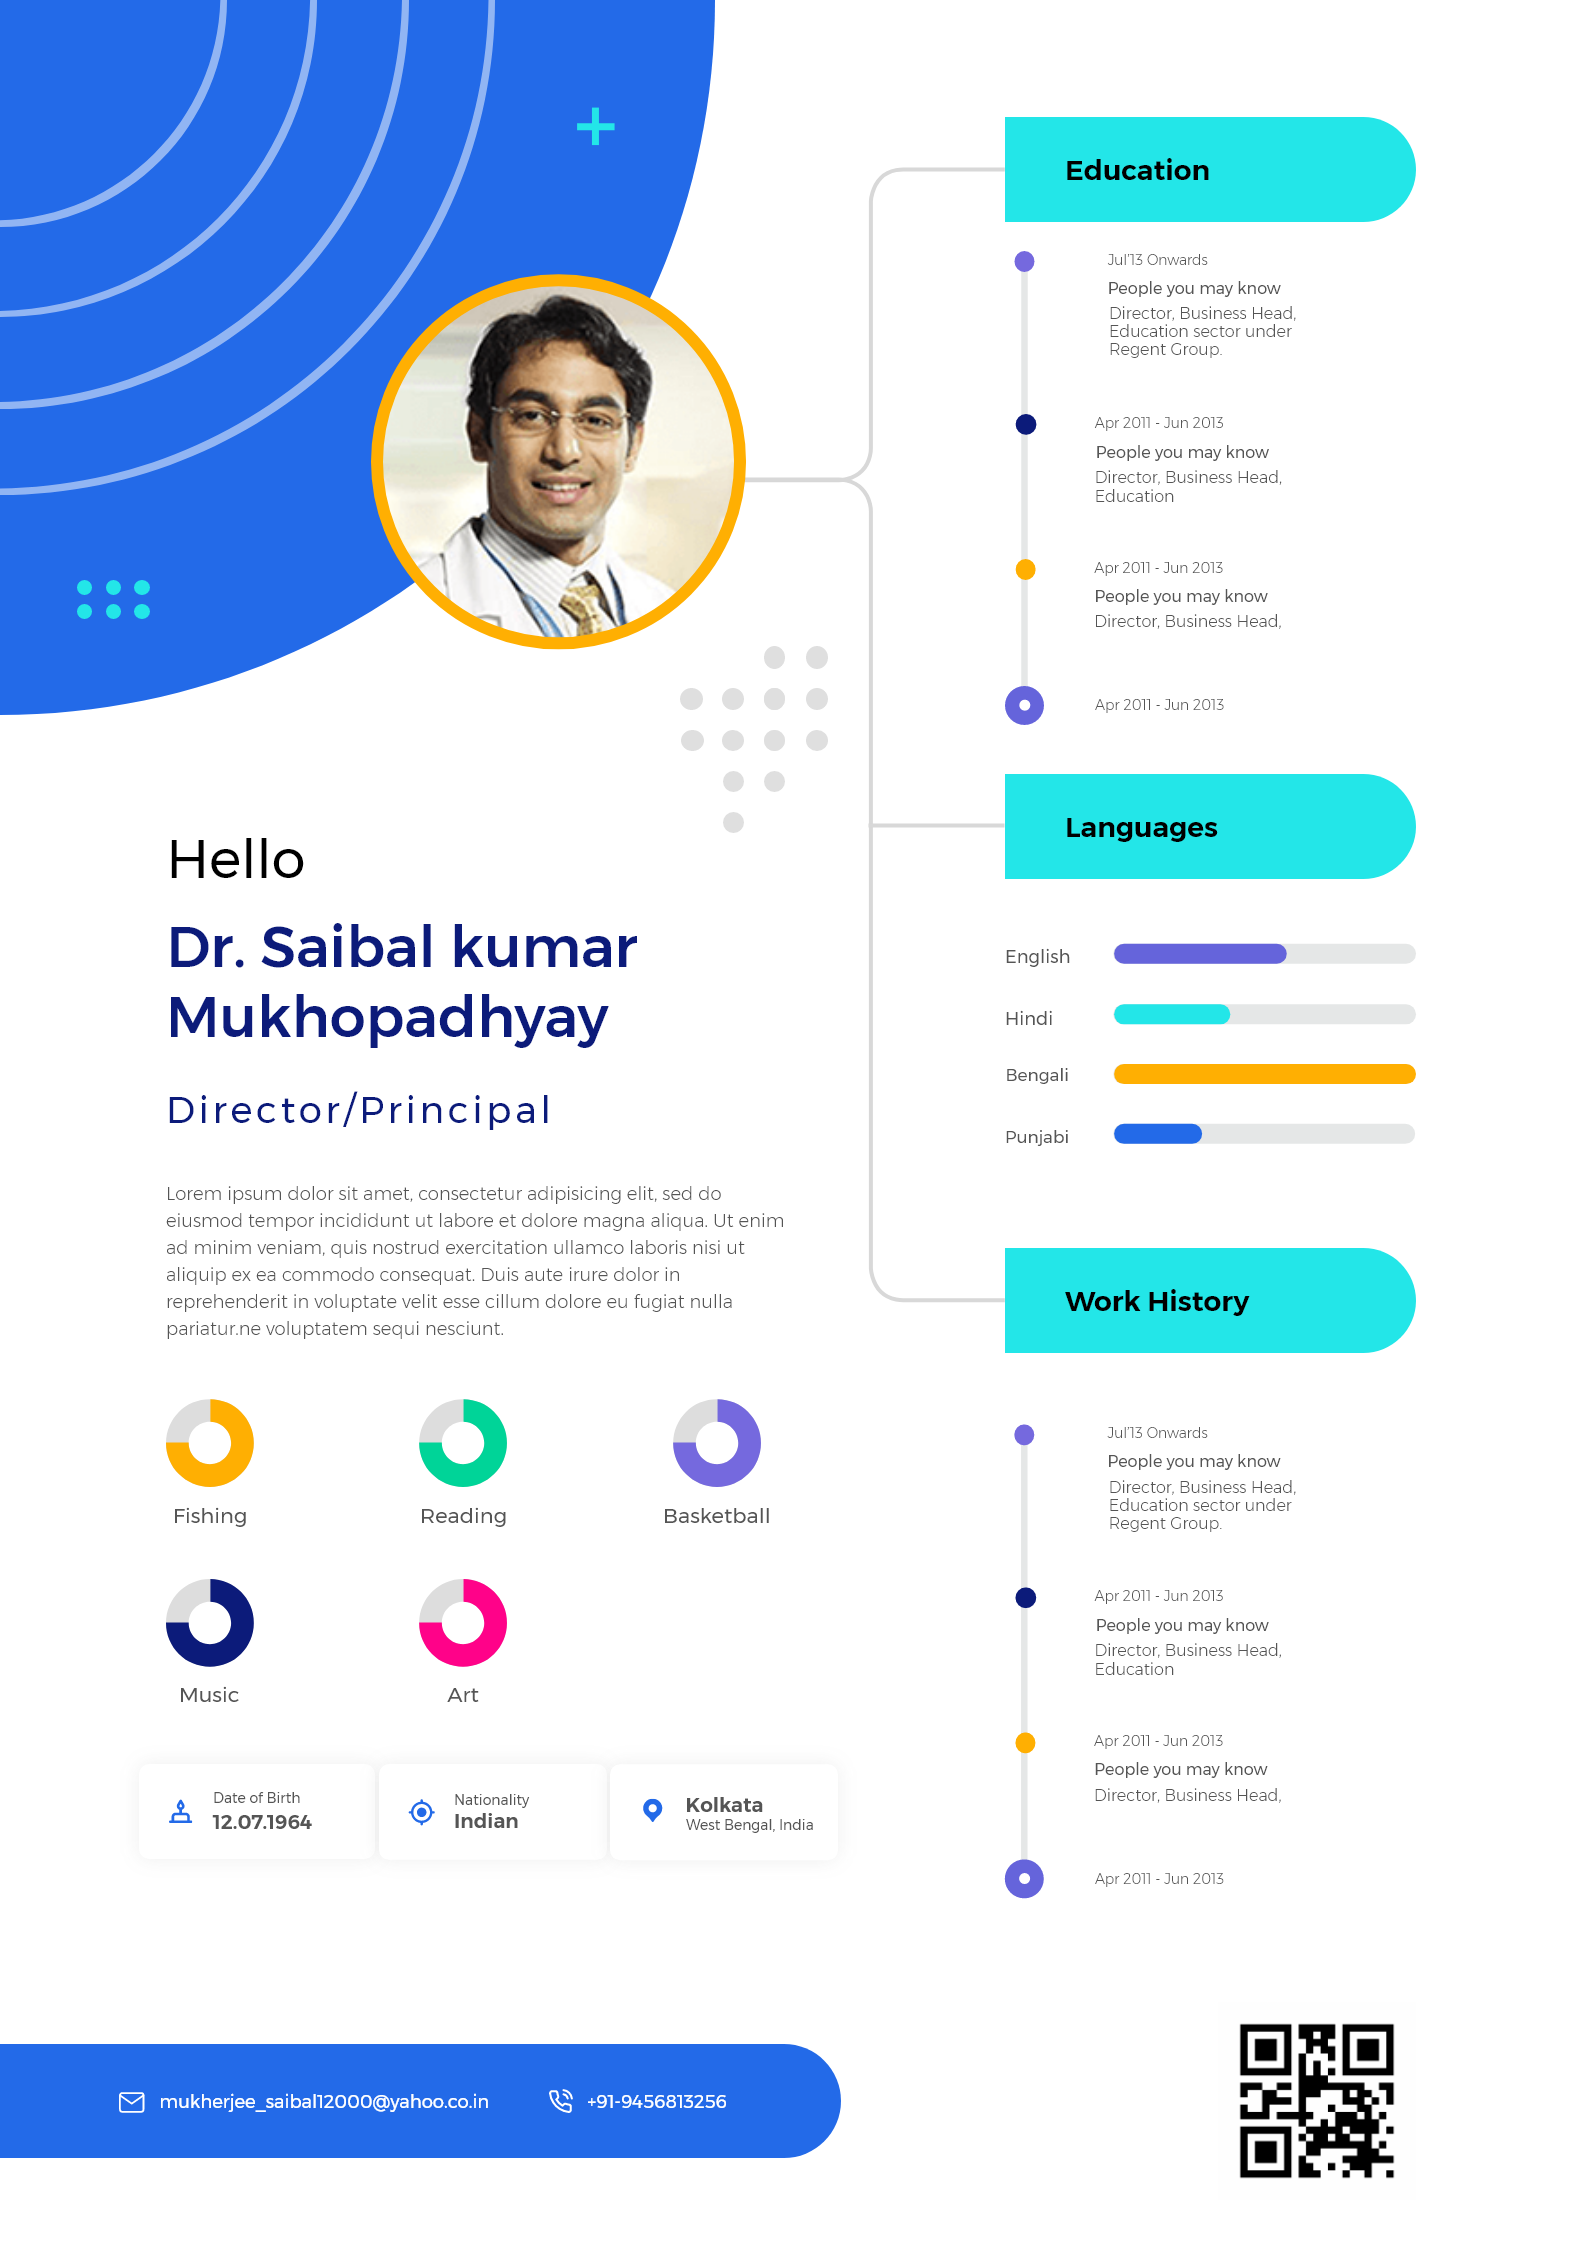 Hello
Dr. Saibal kumar
Mukhopadhyay
Director/Principal
Lorem ipsum dolor sit amet, consectetur adipisicing elit, sed do
eiusmod tempor incididunt ut labore et dolore magna aliqua. Ut enim
ad minim veniam, quis nostrud exercitation ullamco laboris nisi ut
aliquip ex ea commodo consequat. Duis aute irure dolor in
reprehenderit in voluptate velit esse cillum dolore eu fugiat nulla
pariatur.ne voluptatem sequi nesciunt.
Fishing
Reading
Basketball
Music
Art
Date of Birth
12.07.1964
Nationality
Indian
Kolkata
West Bengal, India
mukherjee_saibal12000@yahoo.co.in
+91-9456813256
Education
Jul'13 Onwards
People you may know
Director, Business Head,
Education sector under
Regent Group.
Apr 2011 - Jun 2013
People you may know
Director, Business Head,
Education
Apr 2011 - Jun 2013
People you may know
Director, Business Head,
Apr 2011 - Jun 2013
Languages
English
Hindi
Bengali
Punjabi
Work History
Jul'13 Onwards
People you may know
Director, Business Head,
Education sector under
Regent Group.
Apr 2011 - Jun 2013
People you may know
Director, Business Head,
Education
Apr 2011 - Jun 2013
People you may know
Director, Business Head,
Apr 2011 - Jun 2013